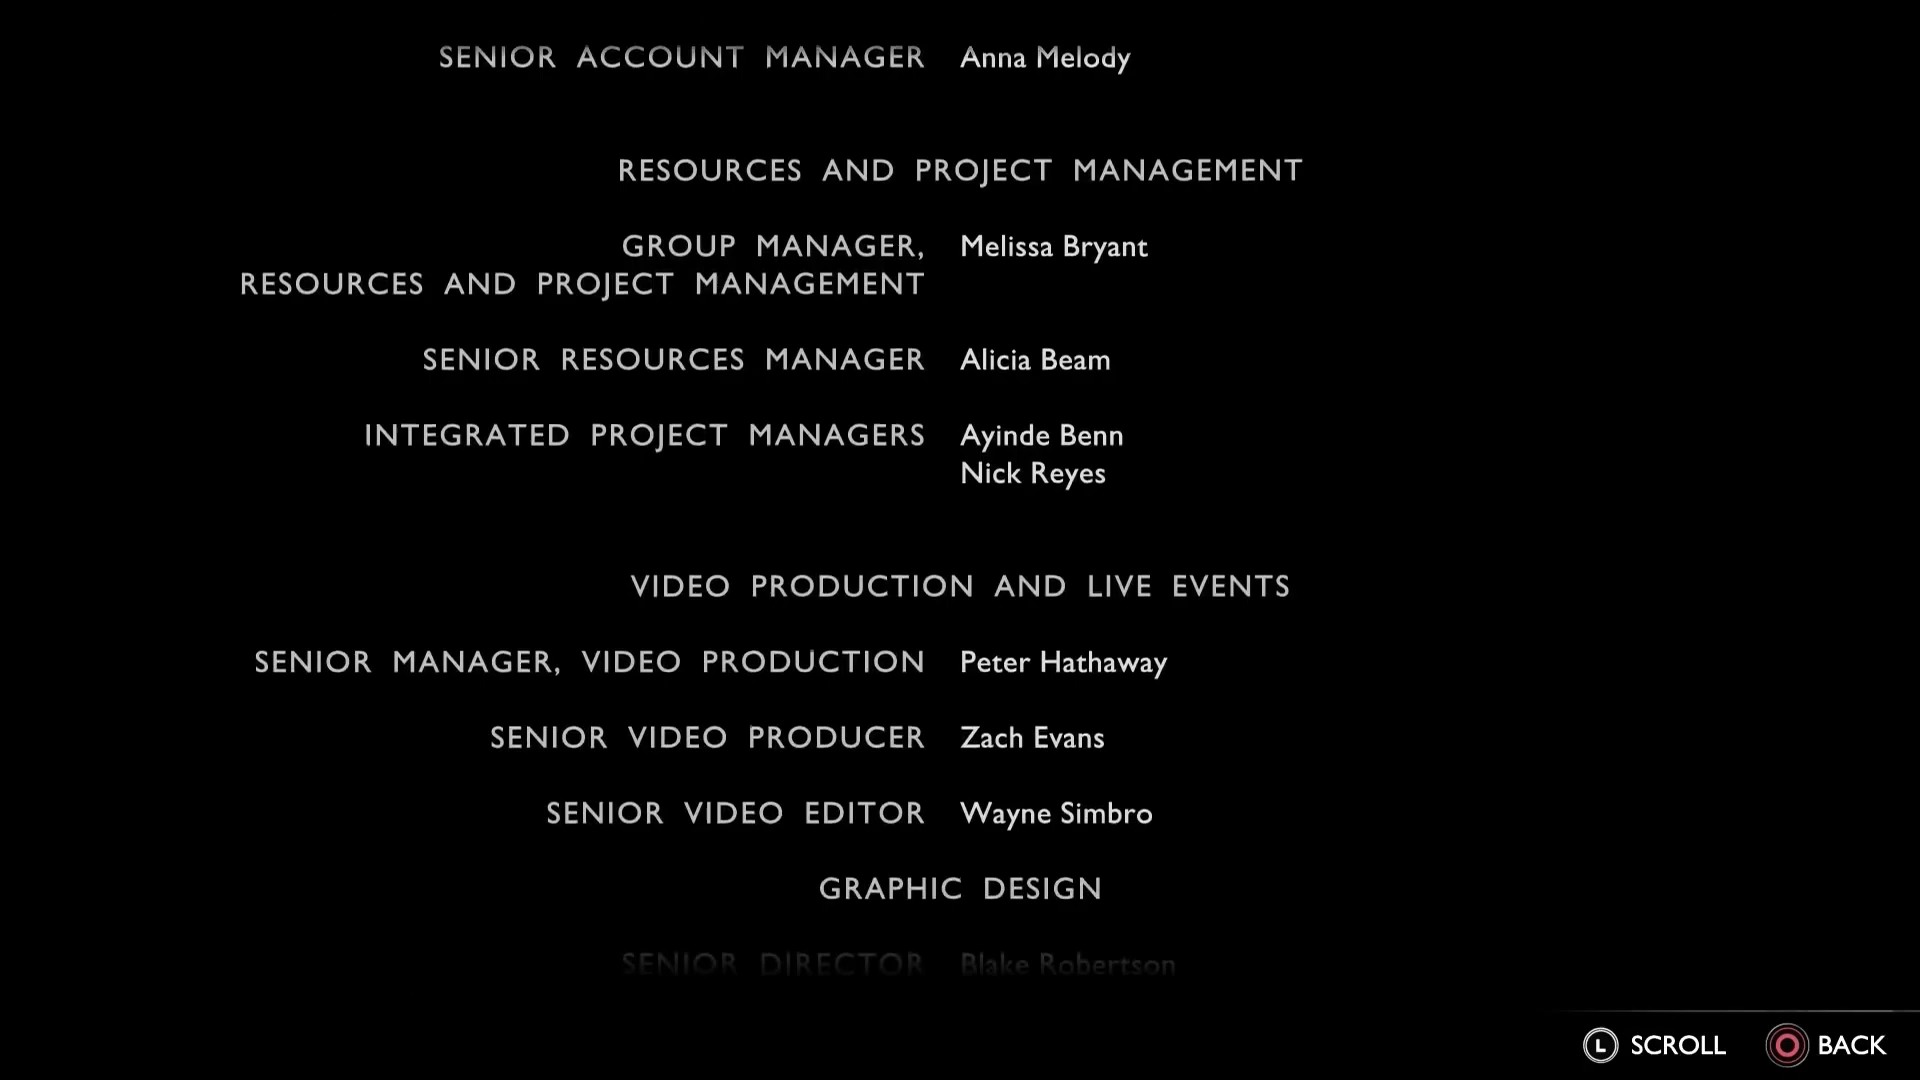 SENIOR ACCOUNT MANAGER Anna Melody
RESOURCES AND PROJECT MANAGEMENT
GROUP MANAGER, Melissa Bryant
RESOURCES AND PROJECT MANAGEMENT
SENIOR RESOURCES MANAGER Alicia Beam
INTEGRATED PROJECT MANAGERS Ayinde Benn
Nick Reyes
VIDEO PRODUCTION AND LIVE EVENTS
SENIOR MANAGER, VIDEO PRODUCTION Peter Hathaway
SENIOR VIDEO PRODUCER Zach Evans
SENIOR VIDEO EDITOR Wayne Simbro
GRAPHIC DESIGN
SENIOR DIRECTOR Blake Robertson
L SCROLL BACK